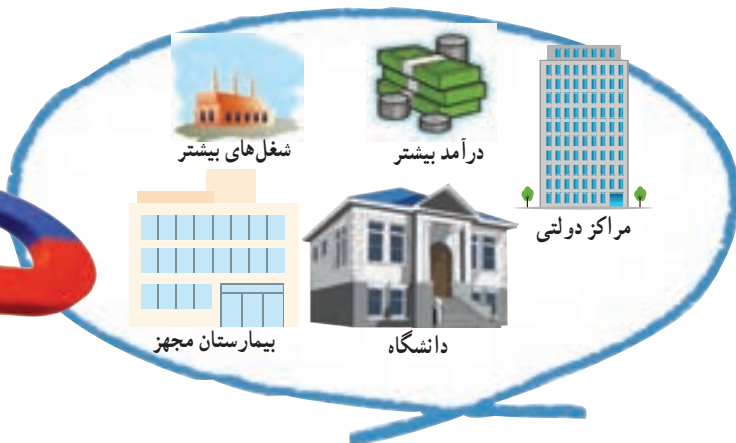 شغل‌های بیشتر
درآمد بیشتر
مراکز دولتی
بیمارستان مجهز
دانشگاه